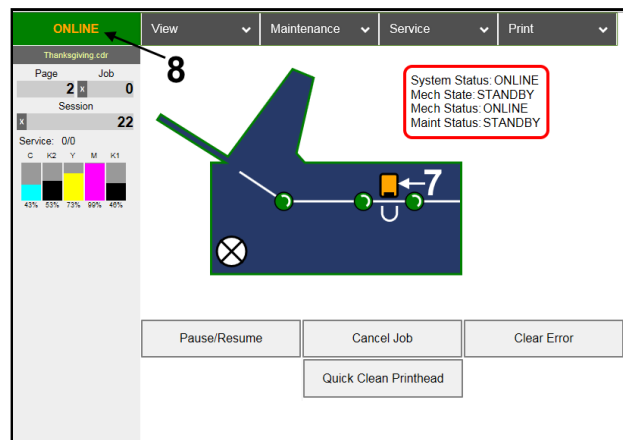 ONLINE View Maintenance Service Print
Thanksgiving.cdr
8
Page Job
2 x 0
Session
x 22
Service: 0/0
C K2 Y M K1
43% 53% 73% 99% 46%
System Status: ONLINE
Mech State: STANDBY
Mech Status: ONLINE
Maint Status: STANDBY
7
Pause/Resume Cancel Job Clear Error
Quick Clean Printhead